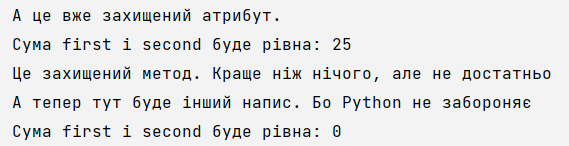 А це вже захищений атрибут.
Сума first і second буде рівна: 25
Це захищений метод. Краще ніж нічого, але не достатньо
А тепер тут буде інший напис. Бо Python не забороняє
Сума first і second буде рівна: 0